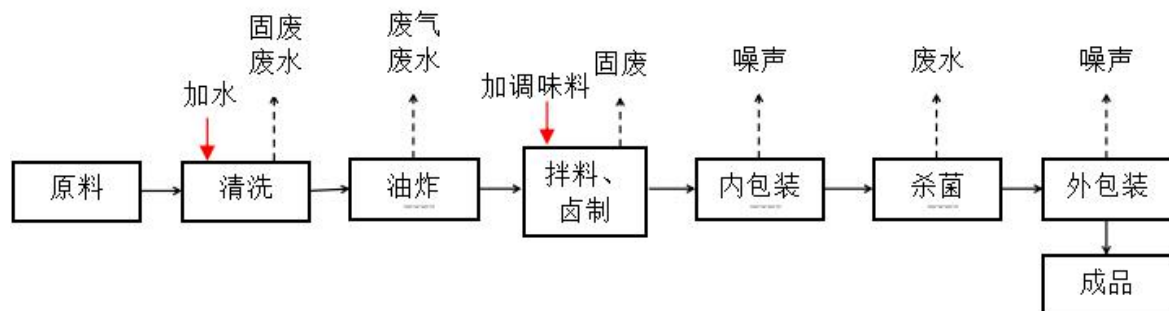 固废
废水
废气
废水
加水
加调味料
固废
噪声
废水
噪声
原料
清洗
油炸
拌料、
卤制
内包装
杀菌
外包装
成品